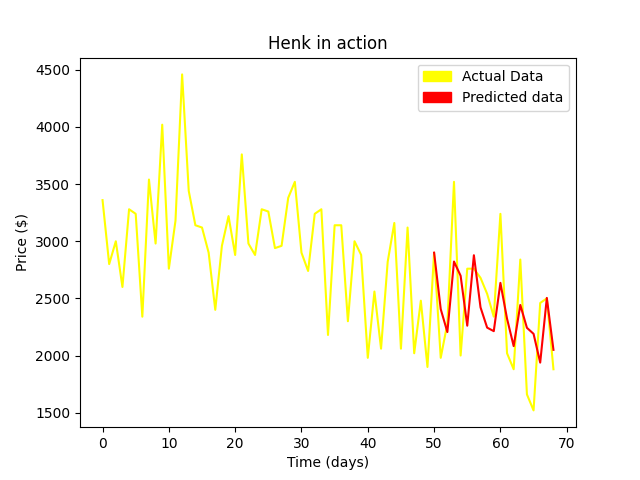 Henk in action
Actual Data
Predicted data
Price ($)
4500
4000
3500
3000
2500
2000
1500
0 10 20 30 40 50 60 70
Time (days)